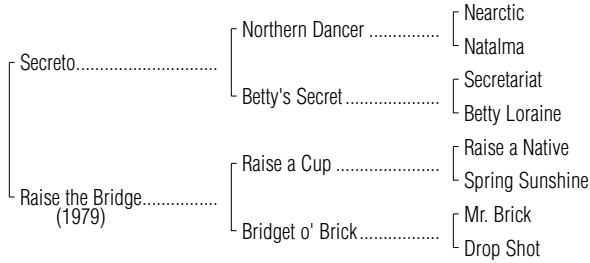 Nearctic
Northern Dancer ...............
Natalma
Secreto..............................
Secretariat
Betty's Secret....................
Betty Loraine
Raise a Native
Raise a Cup ......................
Spring Sunshine
Raise the Bridge................
(1979)
Mr. Brick
Bridget o' Brick.................
Drop Shot